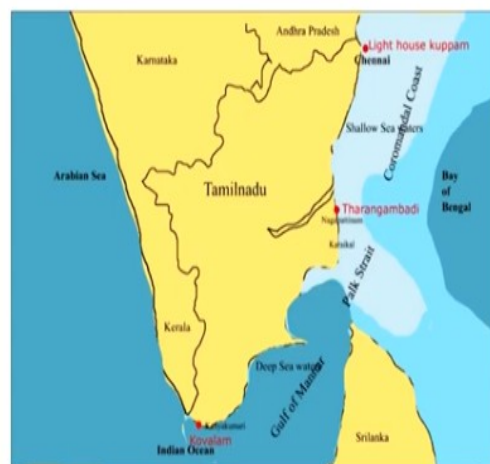 Andhra Pradesh
Light house kuppam
Chennai
Karnataka
Coromandal Coast
Shallow Sea waters
Arabian Sea
Bay
of
Bengal
Tamilnadu
Tharangambadi
Nagapattinam
Karaikal
Palk Strait
Kerala
Deep Sea waters
Gulf of Mannar
Kanyakumari
Kovalam
Indian Ocean
Srilanka